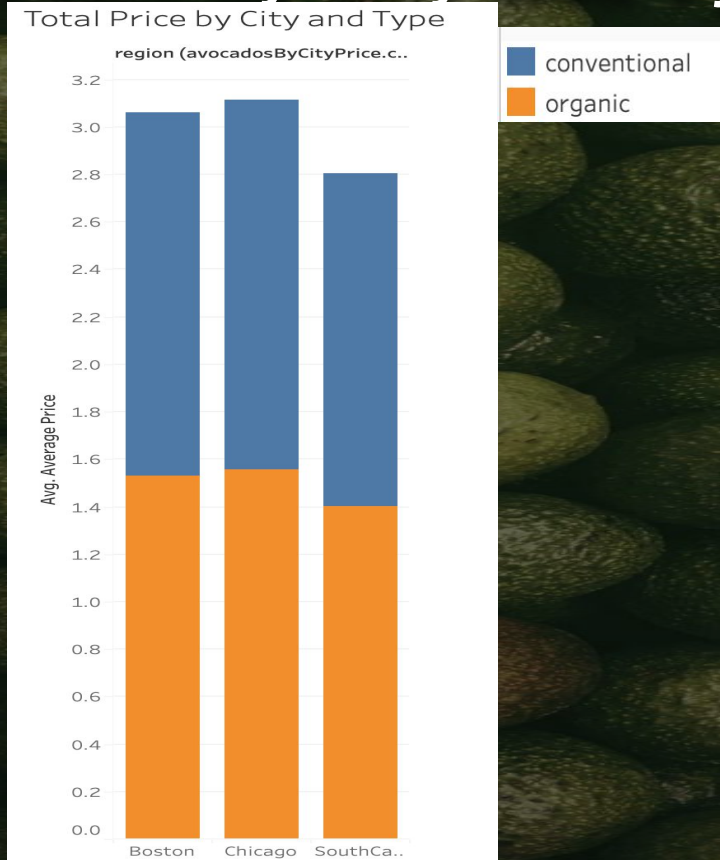 Total Price by City and Type
region (avocadosByCityPrice.c..
conventional
organic
3.2
3.0
2.8
2.6
2.4
2.2
2.0
1.8
1.6
1.4
1.2
1.0
0.8
0.6
0.4
0.2
0.0
Avg. Average Price
Boston
Chicago
SouthCa..